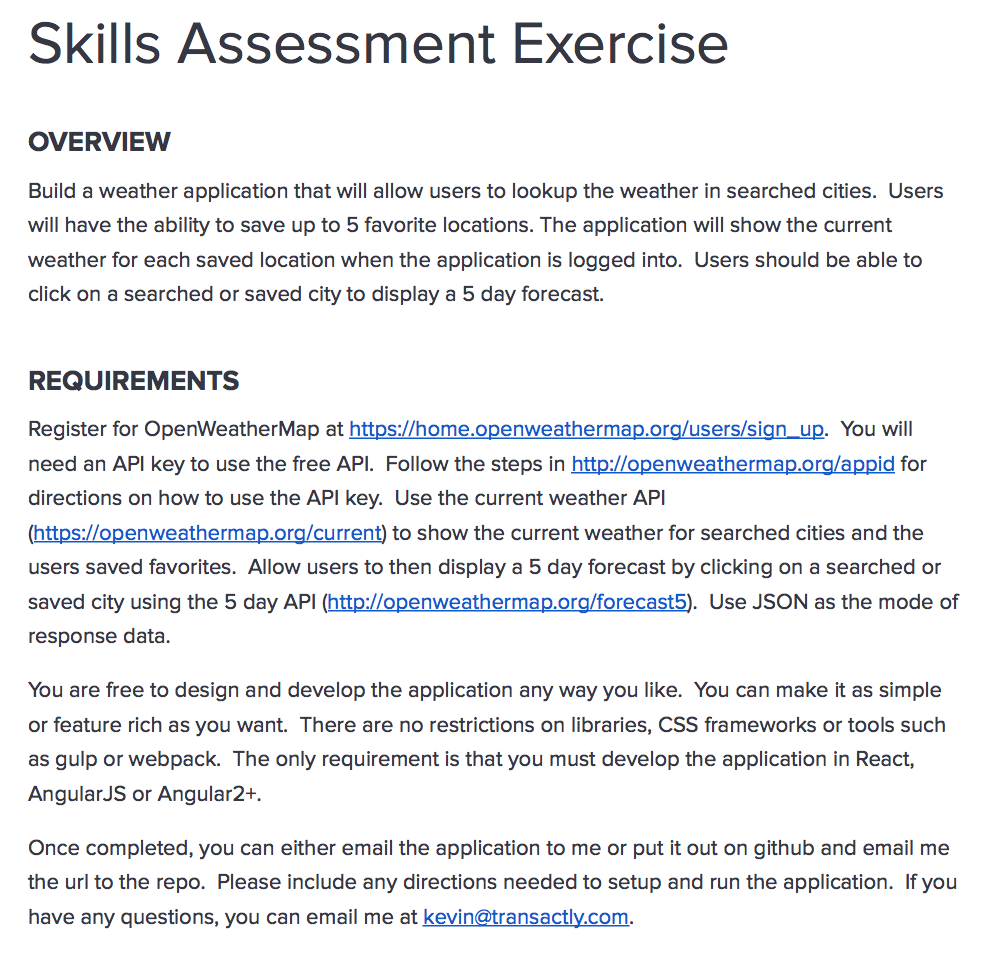 Skills Assessment Exercise
OVERVIEW
Build a weather application that will allow users to lookup the weather in searched cities.  Users
will have the ability to save up to 5 favorite locations. The application will show the current
weather for each saved location when the application is logged into.  Users should be able to
click on a searched or saved city to display a 5 day forecast.
REQUIREMENTS
Register for OpenWeatherMap at https://home.openweathermap.org/users/sign_up.  You will
need an API key to use the free API.  Follow the steps in http://openweathermap.org/appid for
directions on how to use the API key.  Use the current weather API
(https://openweathermap.org/current) to show the current weather for searched cities and the
users saved favorites.  Allow users to then display a 5 day forecast by clicking on a searched or
saved city using the 5 day API (http://openweathermap.org/forecast5).  Use JSON as the mode of
response data.
You are free to design and develop the application any way you like.  You can make it as simple
or feature rich as you want.  There are no restrictions on libraries, CSS frameworks or tools such
as gulp or webpack.  The only requirement is that you must develop the application in React,
AngularJS or Angular2+.
Once completed, you can either email the application to me or put it out on github and email me
the url to the repo.  Please include any directions needed to setup and run the application.  If you
have any questions, you can email me at kevin@transactly.com.